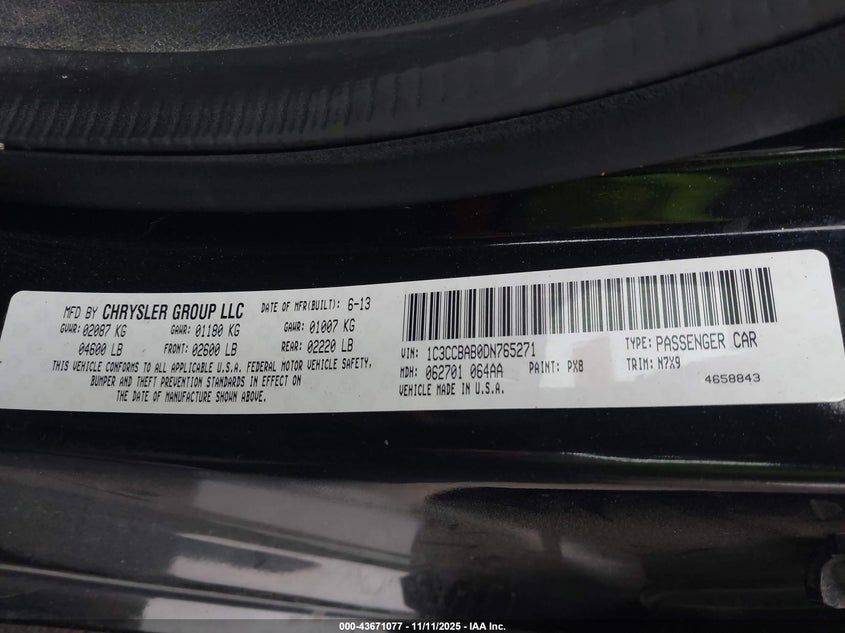 MFD BY CHRYSLER GROUP LLC DATE OF MFR(BUILT): 6-13
GVWR: 02087 KG GAWR: 01180 KG GAWR: 01007 KG
04600 LB FRONT: 02600 LB REAR: 02220 LB
THIS VEHICLE CONFORMS TO ALL APPLICABLE U.S.A. FEDERAL MOTOR VEHICLE SAFETY,
BUMPER AND THEFT PREVENTION STANDARDS IN EFFECT ON
THE DATE OF MANUFACTURE SHOWN ABOVE.
VIN: 1C3CCBAB0DN765271 TYPE: PASSENGER CAR
MDH: 062701 064AA PAINT: PX8 TRIM: N7X9
VEHICLE MADE IN U.S.A. 4658843
000-43671077 - 11/11/2025 - IAA Inc.